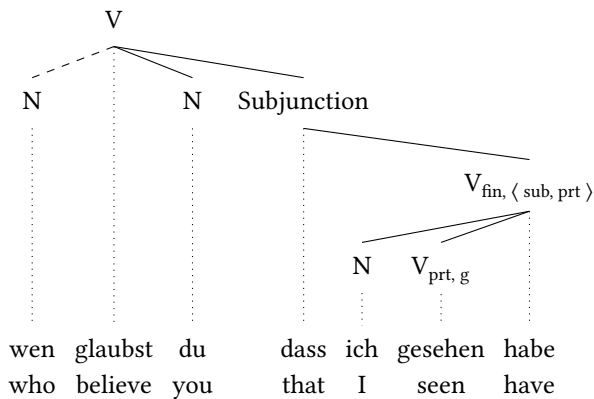 V
N N Subjunction
V fin, ⟨ sub, prt ⟩
N V prt, g
wen glaubst du dass ich gesehen habe
who believe you that I seen have